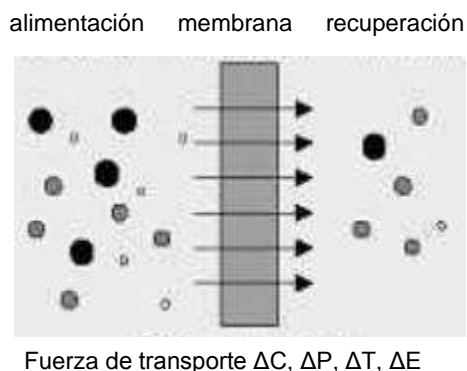 alimentación membrana recuperación
Fuerza de transporte ΔC, ΔP, ΔT, ΔE